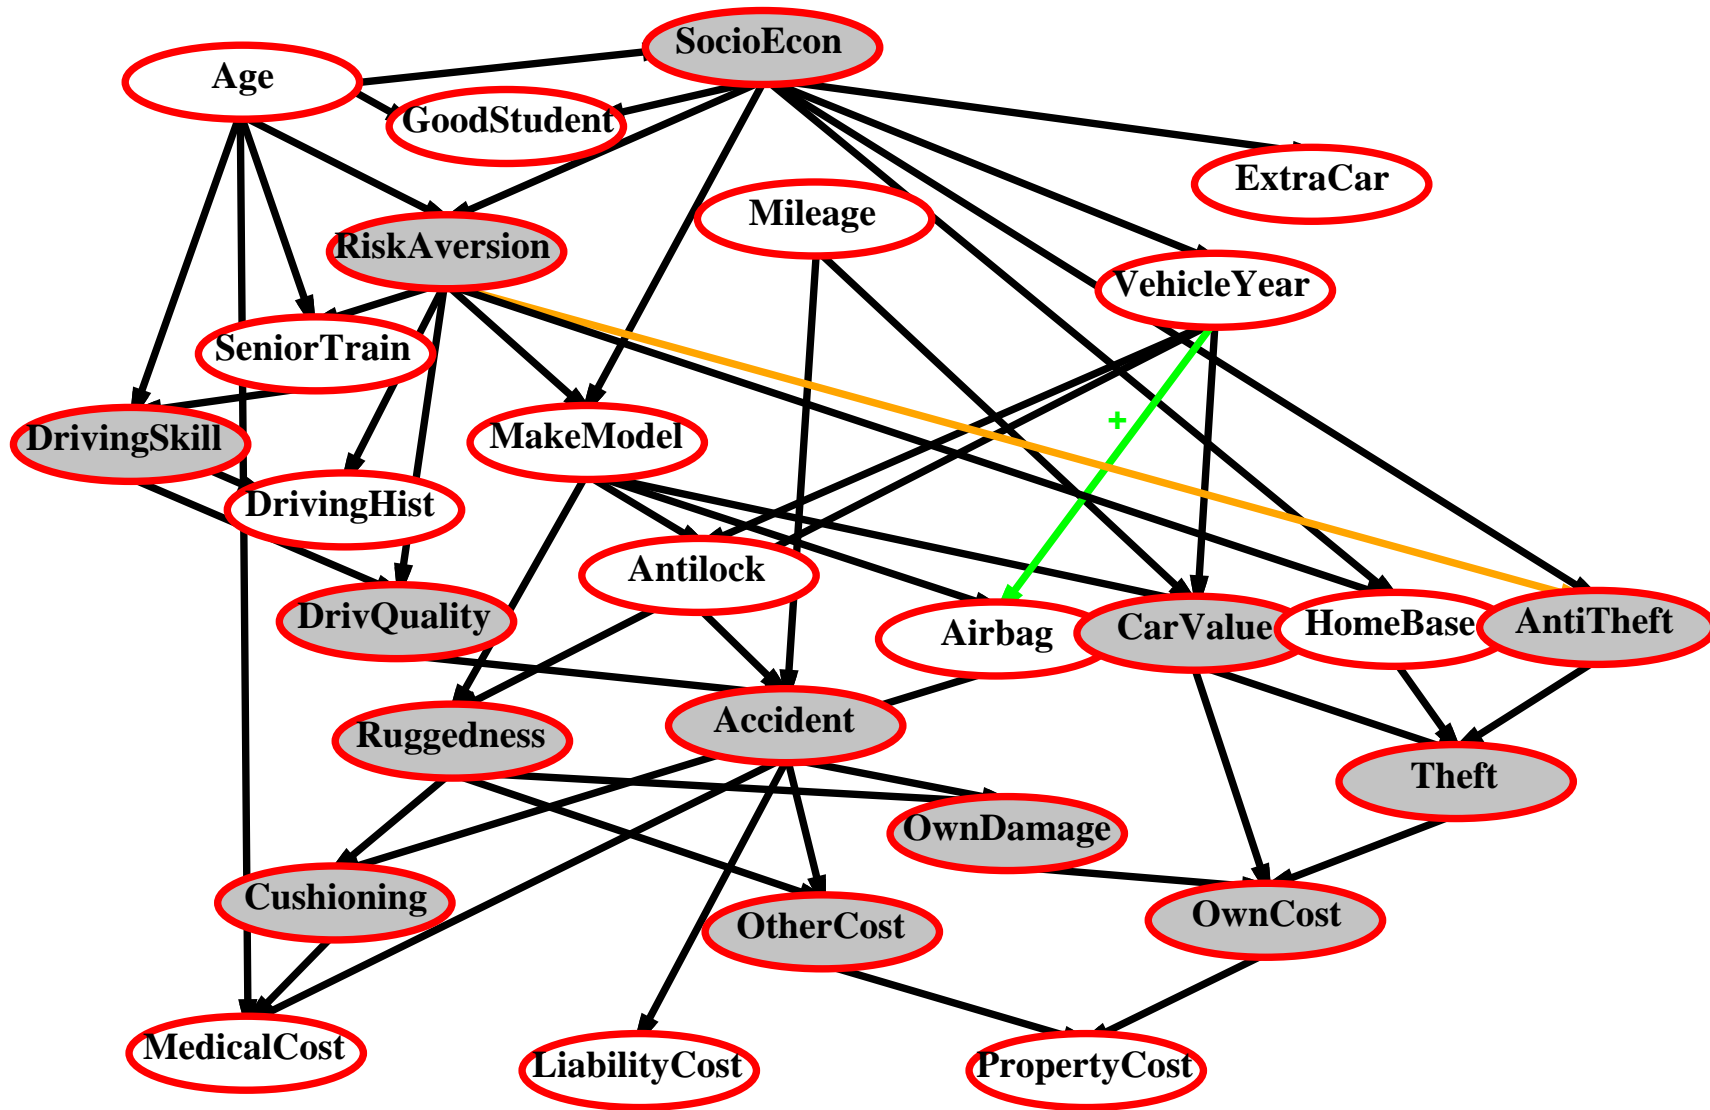 SocioEcon
Age
GoodStudent
ExtraCar
Mileage
RiskAversion
VehicleYear
SeniorTrain
+
DrivingSkill
MakeModel
DrivingHist
Antilock
DrivQuality
Airbag
CarValue
HomeBase
AntiTheft
Accident
Ruggedness
Theft
OwnDamage
Cushioning
OtherCost
OwnCost
MedicalCost
LiabilityCost
PropertyCost